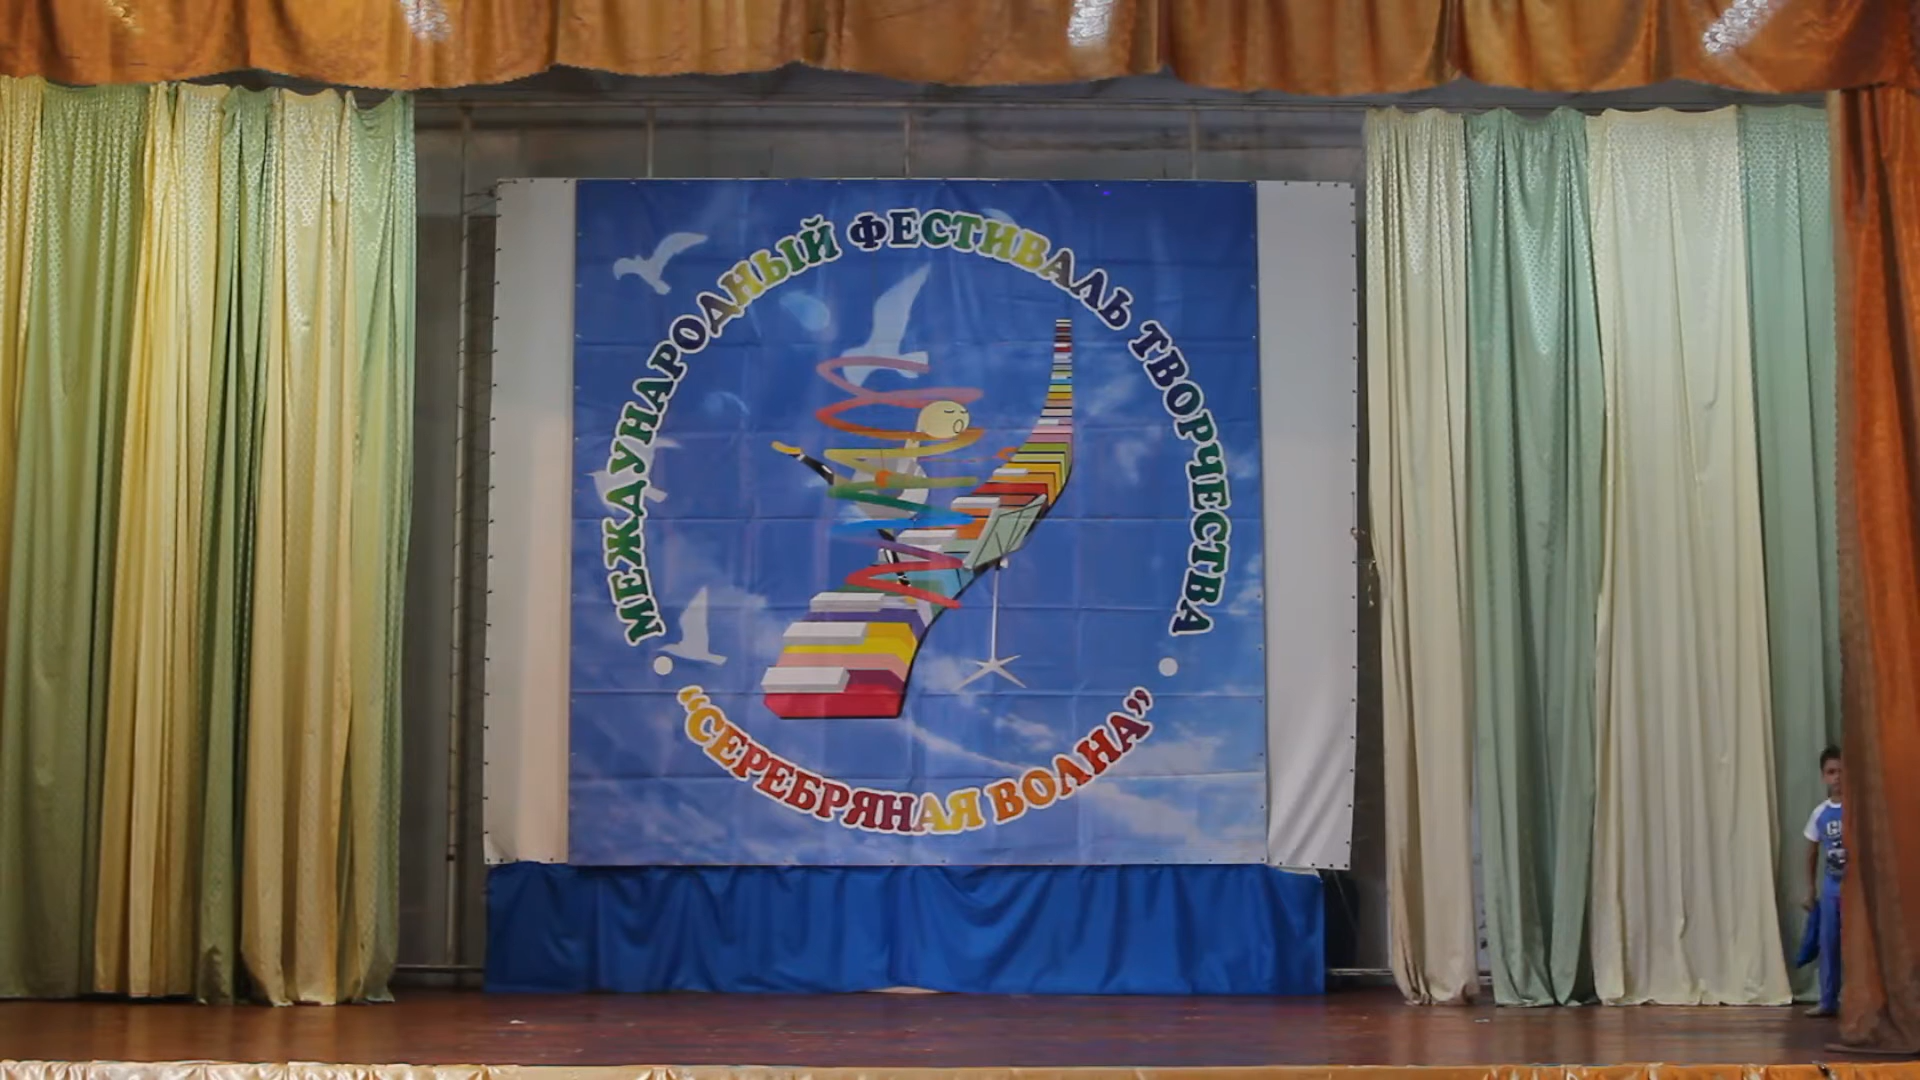 МЕЖДУНАРОДНЫЙ ФЕСТИВАЛЬ ТВОРЧЕСТВА
“СЕРЕБРЯНАЯ ВОЛНА”